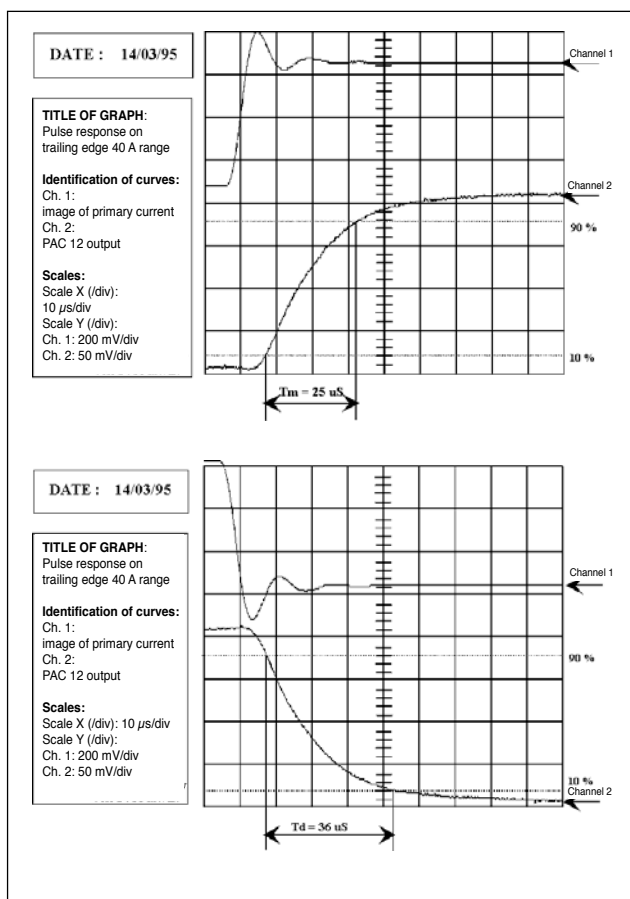 DATE : 14/03/95
TITLE OF GRAPH:
Pulse response on
trailing edge 40 A range
Identification of curves:
Ch. 1:
image of primary current
Ch. 2:
PAC 12 output
Scales:
Scale X (/div):
10 µs/div
Scale Y (/div):
Ch. 1: 200 mV/div
Ch. 2: 50 mV/div
Channel 1
Channel 2
90 %
10 %
Tm = 25 uS
DATE : 14/03/95
TITLE OF GRAPH:
Pulse response on
trailing edge 40 A range
Identification of curves:
Ch. 1:
image of primary current
Ch. 2:
PAC 12 output
Scales:
Scale X (/div): 10 µs/div
Scale Y (/div):
Ch. 1: 200 mV/div
Ch. 2: 50 mV/div
Channel 1
90 %
10 %
Channel 2
Td = 36 uS